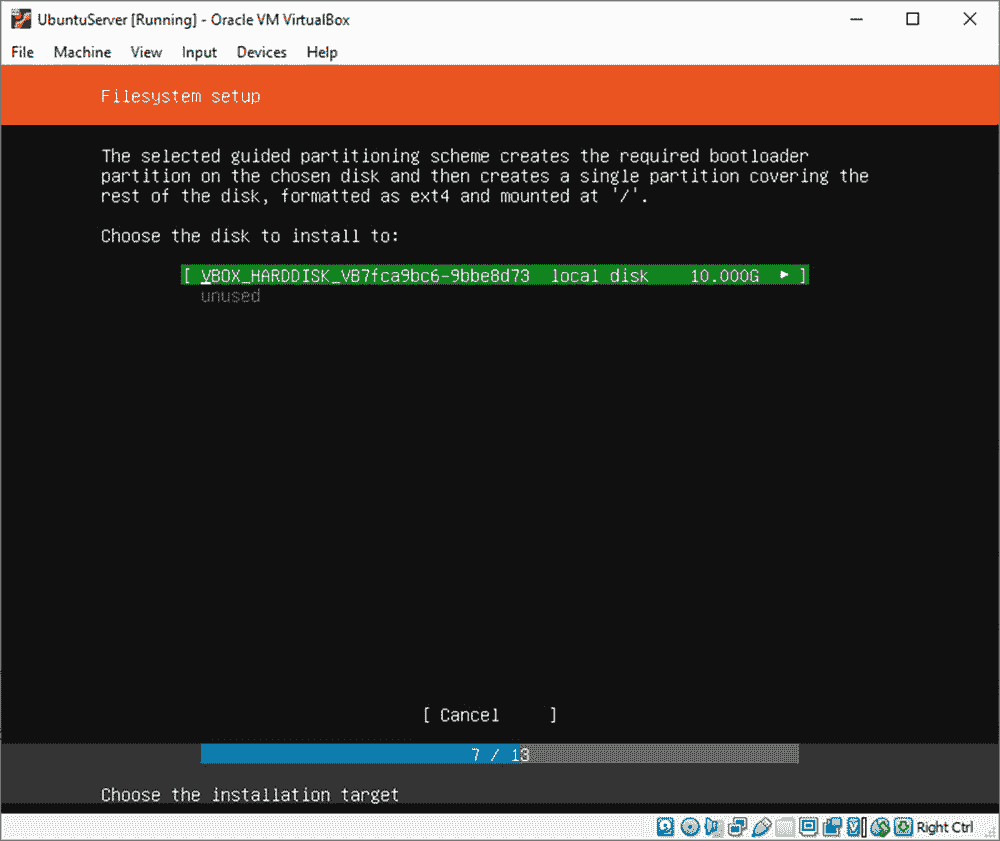 UbuntuServer [Running] - Oracle VM VirtualBox
File Machine View Input Devices Help
Filesystem setup
The selected guided partitioning scheme creates the required bootloader
partition on the chosen disk and then creates a single partition covering the
rest of the disk, formatted as ext4 and mounted at '/'.
Choose the disk to install to:
[ VBOX_HARDDISK_VB7fca9bc6-9bbe8d73 local disk 10.000G ► ]
unused
[ Cancel ]
7 / 13
Choose the installation target
Right Ctrl